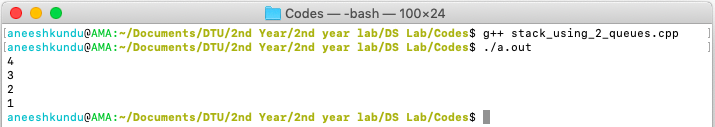 Codes — -bash — 100×24
[aneeshkundu@AMA:~/Documents/DTU/2nd Year/2nd year lab/DS Lab/Codes$ g++ stack_using_2_queues.cpp ]
[aneeshkundu@AMA:~/Documents/DTU/2nd Year/2nd year lab/DS Lab/Codes$ ./a.out ]
4
3
2
1
aneeshkundu@AMA:~/Documents/DTU/2nd Year/2nd year lab/DS Lab/Codes$